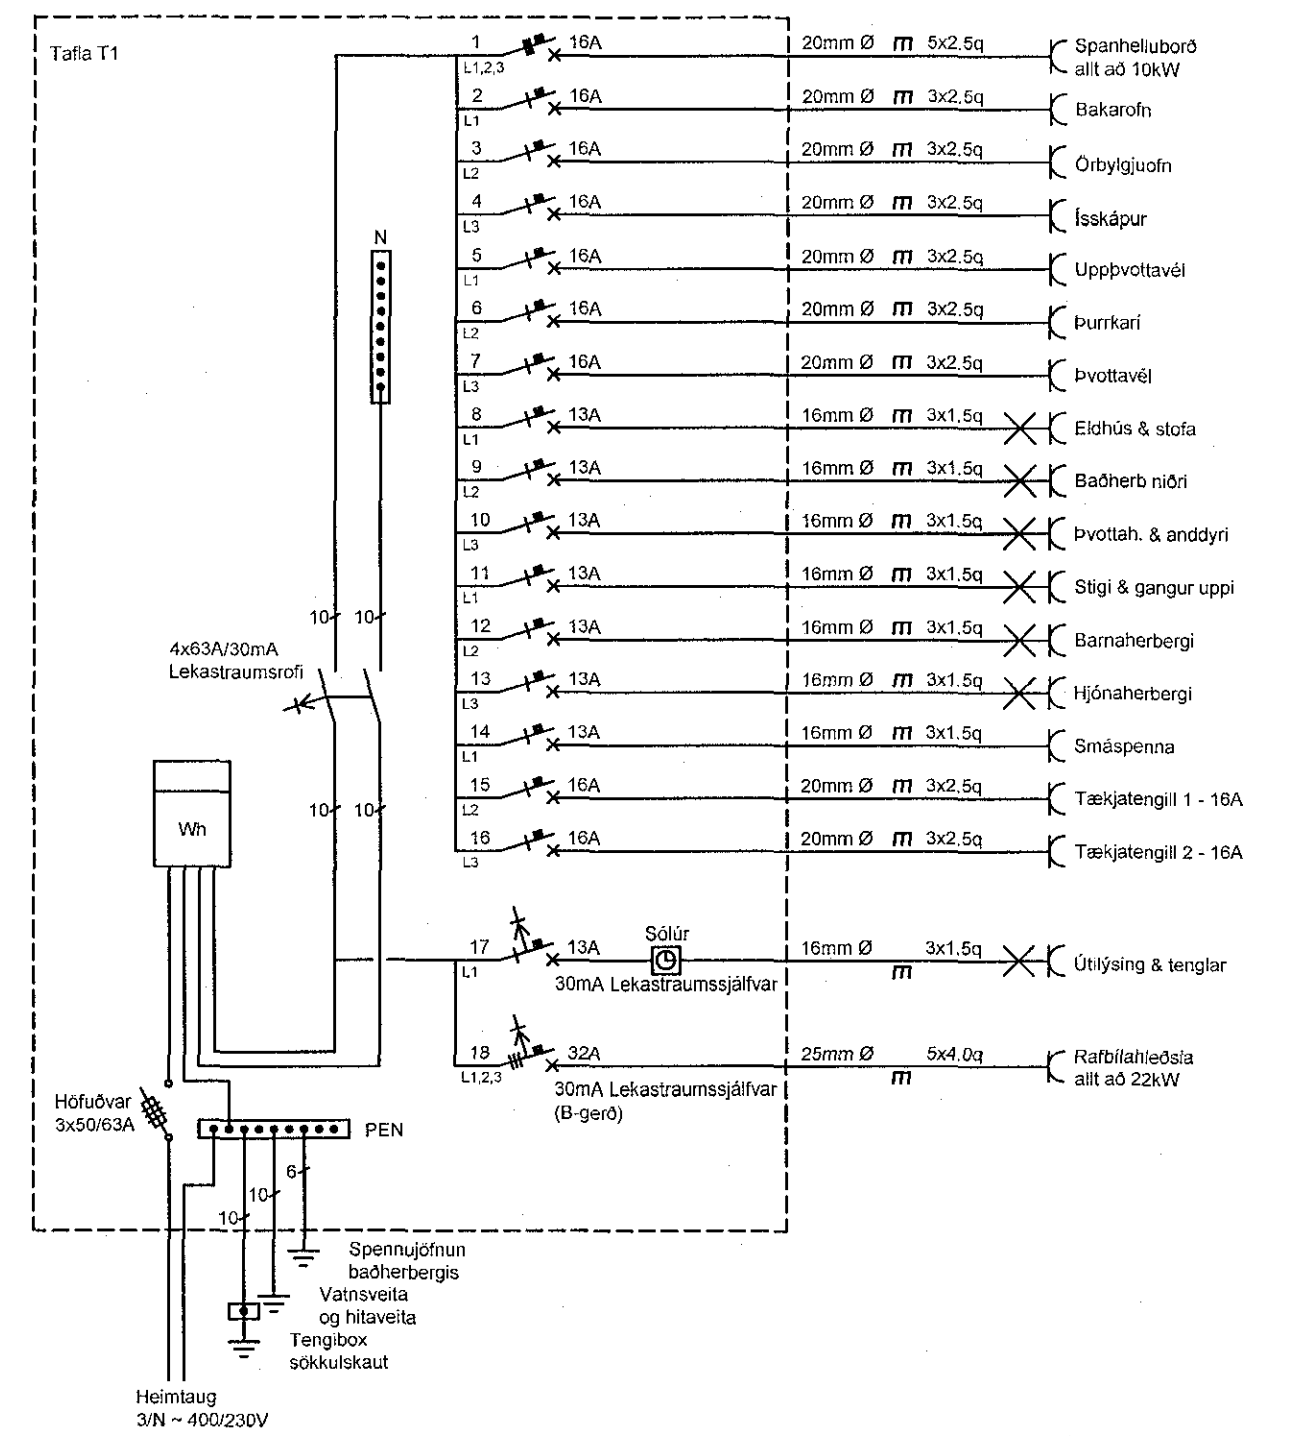 Tafla T1
1 16A 20mm Ø m 5x2.5q Spanhelluborð
L1,2,3 allt að 10kW
2 16A 20mm Ø m 3x2.5q Bakarofn
L1
3 16A 20mm Ø m 3x2.5q Örbylgjuofn
L2
4 16A 20mm Ø m 3x2.5q Ísskápur
L3
N
5 16A 20mm Ø m 3x2.5q Uppþvottavél
L1
6 16A 20mm Ø m 3x2.5q Þurrkarí
L2
7 16A 20mm Ø m 3x2.5q Þvottavél
L3
8 13A 16mm Ø m 3x1.5q Eldhús & stofa
L1
9 13A 16mm Ø m 3x1.5q Baðherb niðri
L2
10 13A 16mm Ø m 3x1.5q Þvottah. & anddyri
L3
11 13A 16mm Ø m 3x1.5q Stigi & gangur uppi
L1
10 10
12 13A 16mm Ø m 3x1.5q Barnaherbergi
L2
4x63A/30mA
Lekastraumsrofi
13 13A 16mm Ø m 3x1.5q Hjónaherbergi
L3
14 13A 16mm Ø m 3x1.5q Smáspenna
L1
15 16A 20mm Ø m 3x2.5q Tækjatengill 1 - 16A
L2
10 10
Wh
16 16A 20mm Ø m 3x2.5q Tækjatengill 2 - 16A
L3
Sólúr
17 13A 16mm Ø m 3x1.5q Útilýsing & tenglar
L1
30mA Lekastraumssjálfvar
18 32A 25mm Ø m 5x4.0q Rafbílahleðsla
L1,2,3 allt að 22kW
30mA Lekastraumssjálfvar
(B-gerð)
Höfuðvar
3x50/63A
PEN
6
10
10
Spennujöfnun
baðherbergis
Vatnsveita
og hitaveita
Tengibox
sökkulskaut
Heimtaug
3/N ~ 400/230V